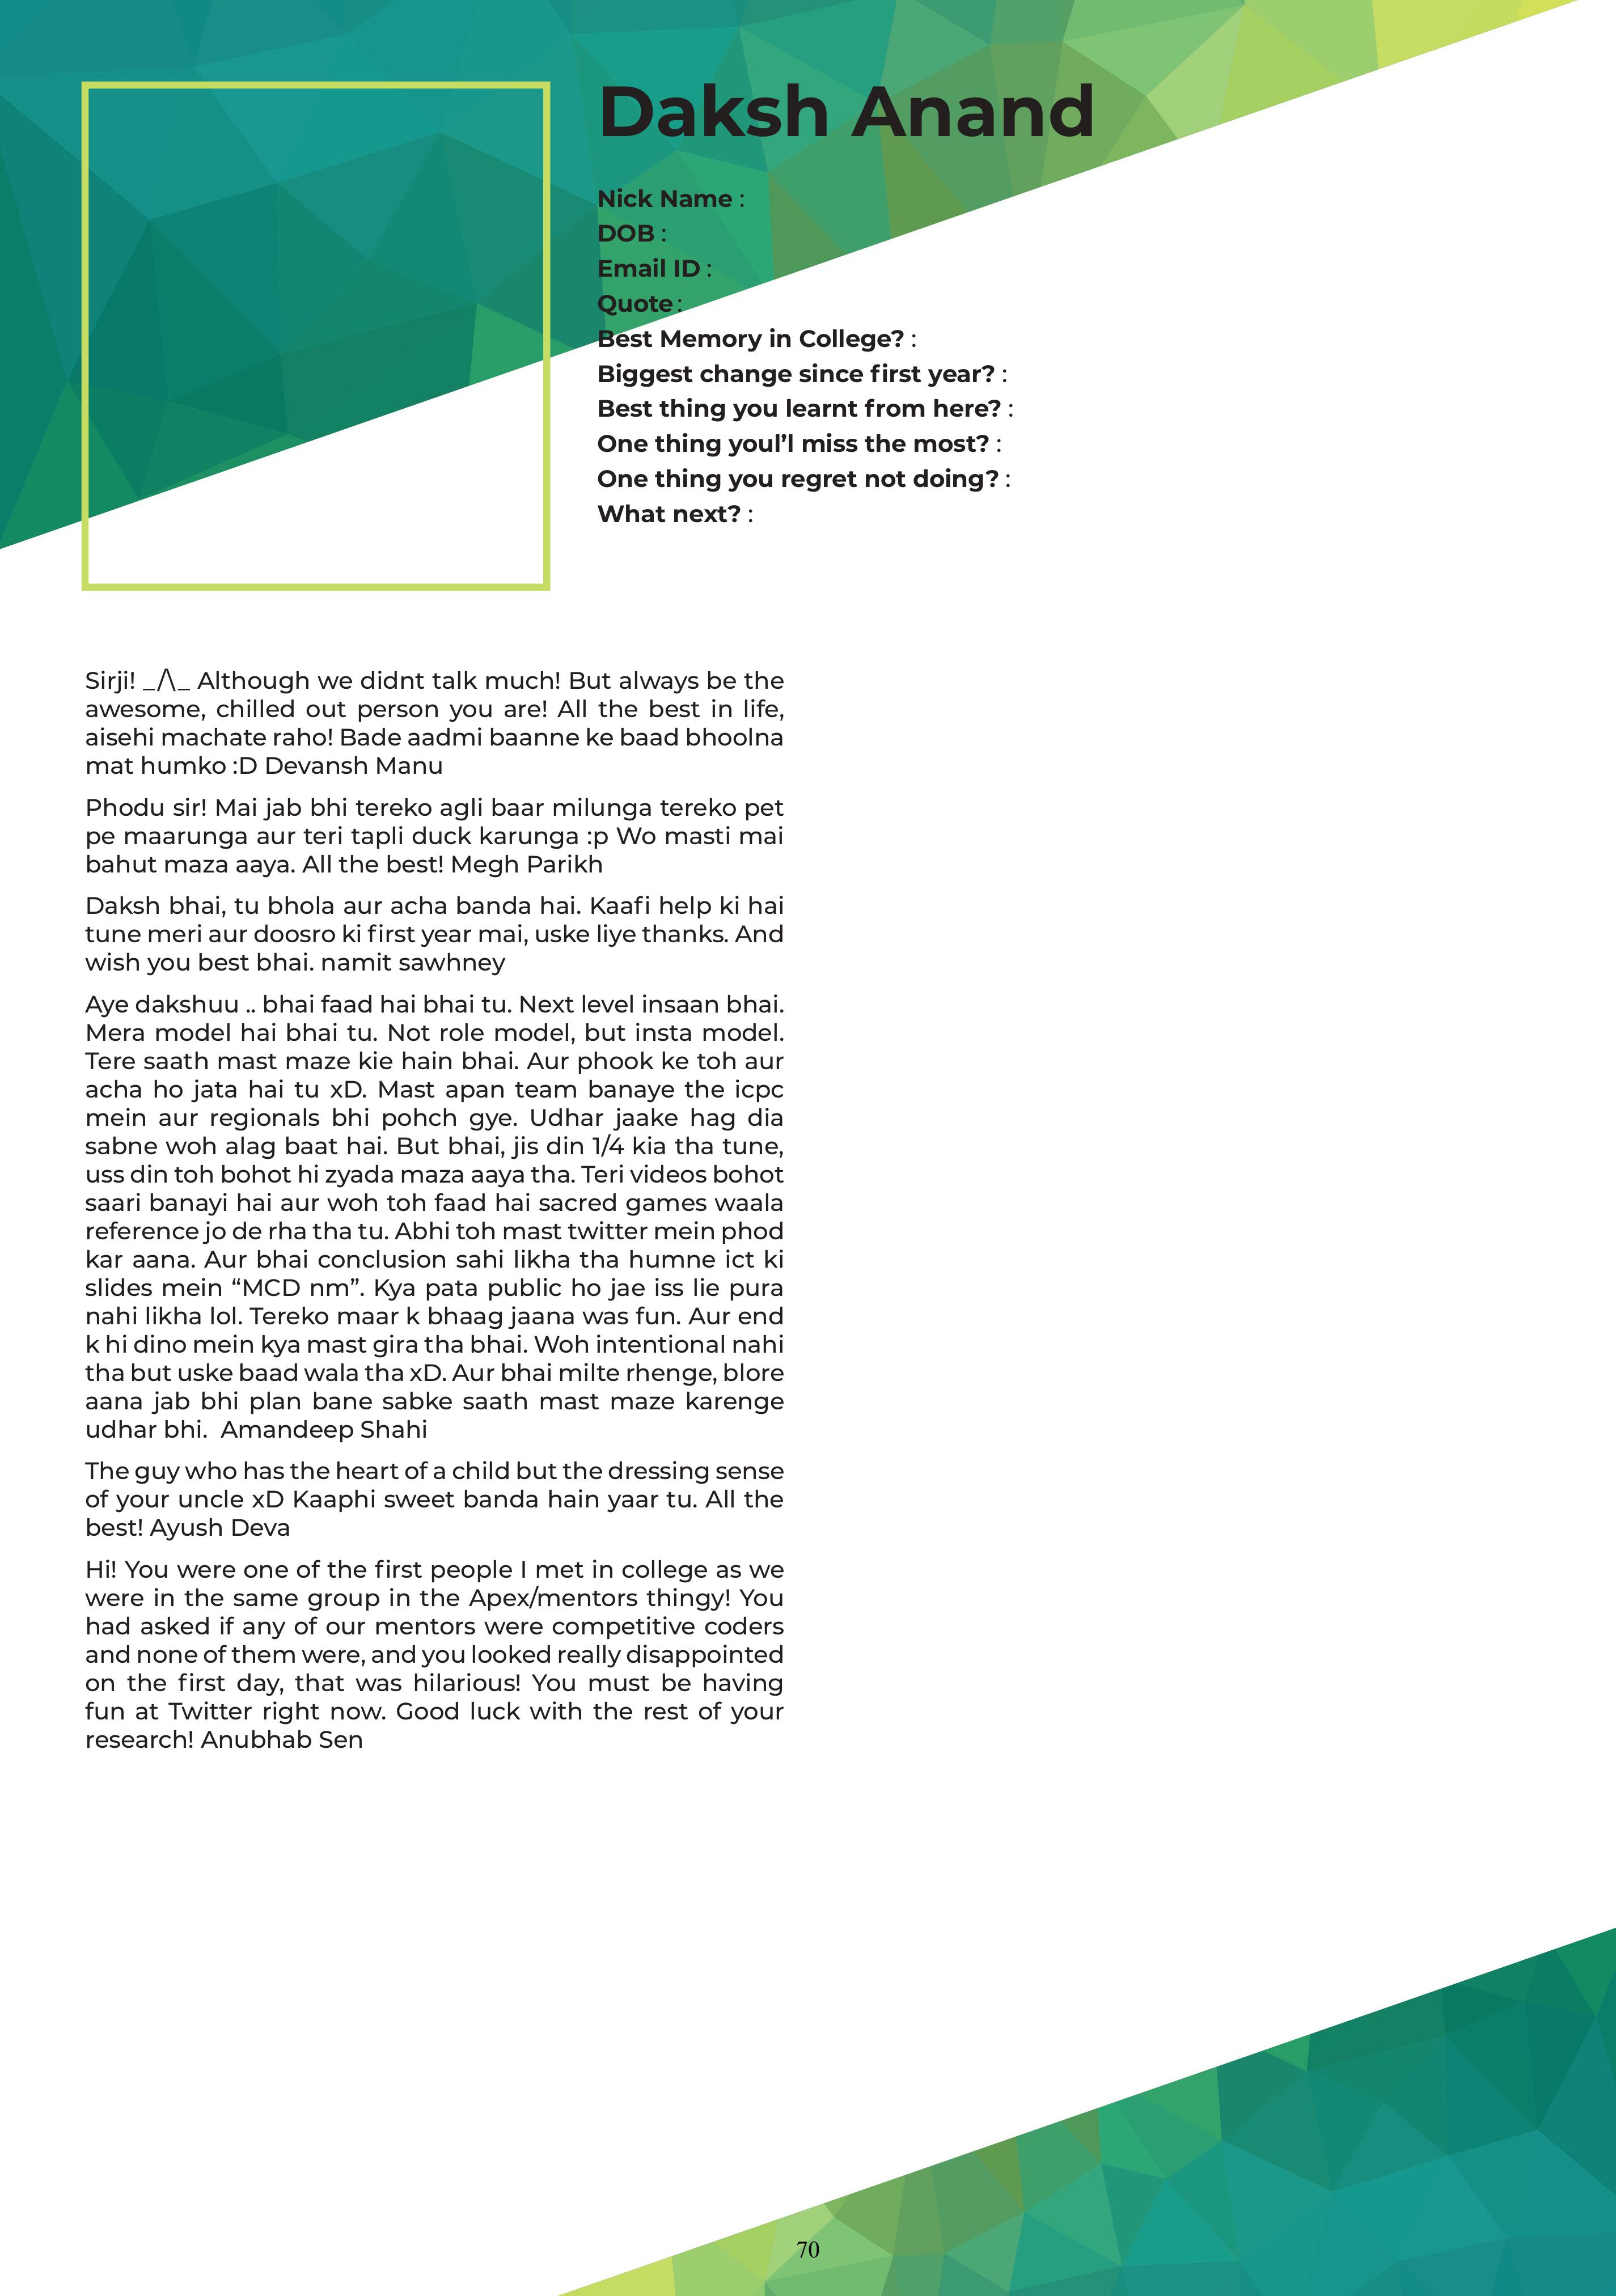 Daksh Anand
Nick Name :
DOB :
Email ID :
Quote :
Best Memory in College? :
Biggest change since first year? :
Best thing you learnt from here? :
One thing youl’l miss the most? :
One thing you regret not doing? :
What next? :
Sirji! _/\_ Although we didnt talk much! But always be the
awesome, chilled out person you are! All the best in life,
aisehi machate raho! Bade aadmi baanne ke baad bhoolna
mat humko :D Devansh Manu
Phodu sir! Mai jab bhi tereko agli baar milunga tereko pet
pe maarunga aur teri tapli duck karunga :p Wo masti mai
bahut maza aaya. All the best! Megh Parikh
Daksh bhai, tu bhola aur acha banda hai. Kaafi help ki hai
tune meri aur doosro ki first year mai, uske liye thanks. And
wish you best bhai. namit sawhney
Aye dakshuu .. bhai faad hai bhai tu. Next level insaan bhai.
Mera model hai bhai tu. Not role model, but insta model.
Tere saath mast maze kie hain bhai. Aur phook ke toh aur
acha ho jata hai tu xD. Mast apan team banaye the icpc
mein aur regionals bhi pohch gye. Udhar jaake hag dia
sabne woh alag baat hai. But bhai, jis din 1/4 kia tha tune,
uss din toh bohot hi zyada maza aaya tha. Teri videos bohot
saari banayi hai aur woh toh faad hai sacred games waala
reference jo de rha tha tu. Abhi toh mast twitter mein phod
kar aana. Aur bhai conclusion sahi likha tha humne ict ki
slides mein “MCD nm”. Kya pata public ho jae iss lie pura
nahi likha lol. Tereko maar k bhaag jaana was fun. Aur end
k hi dino mein kya mast gira tha bhai. Woh intentional nahi
tha but uske baad wala tha xD. Aur bhai milte rhenge, blore
aana jab bhi plan bane sabke saath mast maze karenge
udhar bhi.  Amandeep Shahi
The guy who has the heart of a child but the dressing sense
of your uncle xD Kaaphi sweet banda hain yaar tu. All the
best! Ayush Deva
Hi! You were one of the first people I met in college as we
were in the same group in the Apex/mentors thingy! You
had asked if any of our mentors were competitive coders
and none of them were, and you looked really disappointed
on the first day, that was hilarious! You must be having
fun at Twitter right now. Good luck with the rest of your
research! Anubhab Sen
70